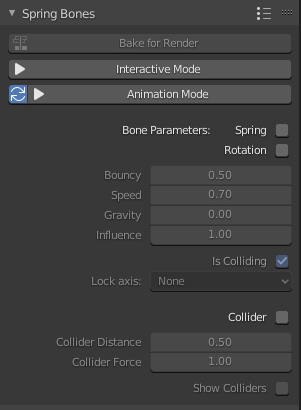 Spring Bones
Bake for Render
Interactive Mode
Animation Mode
Bone Parameters: Spring
Rotation
Bouncy 0.50
Speed 0.70
Gravity 0.00
Influence 1.00
Is Colliding
Lock axis: None
Collider
Collider Distance 0.50
Collider Force 1.00
Show Colliders